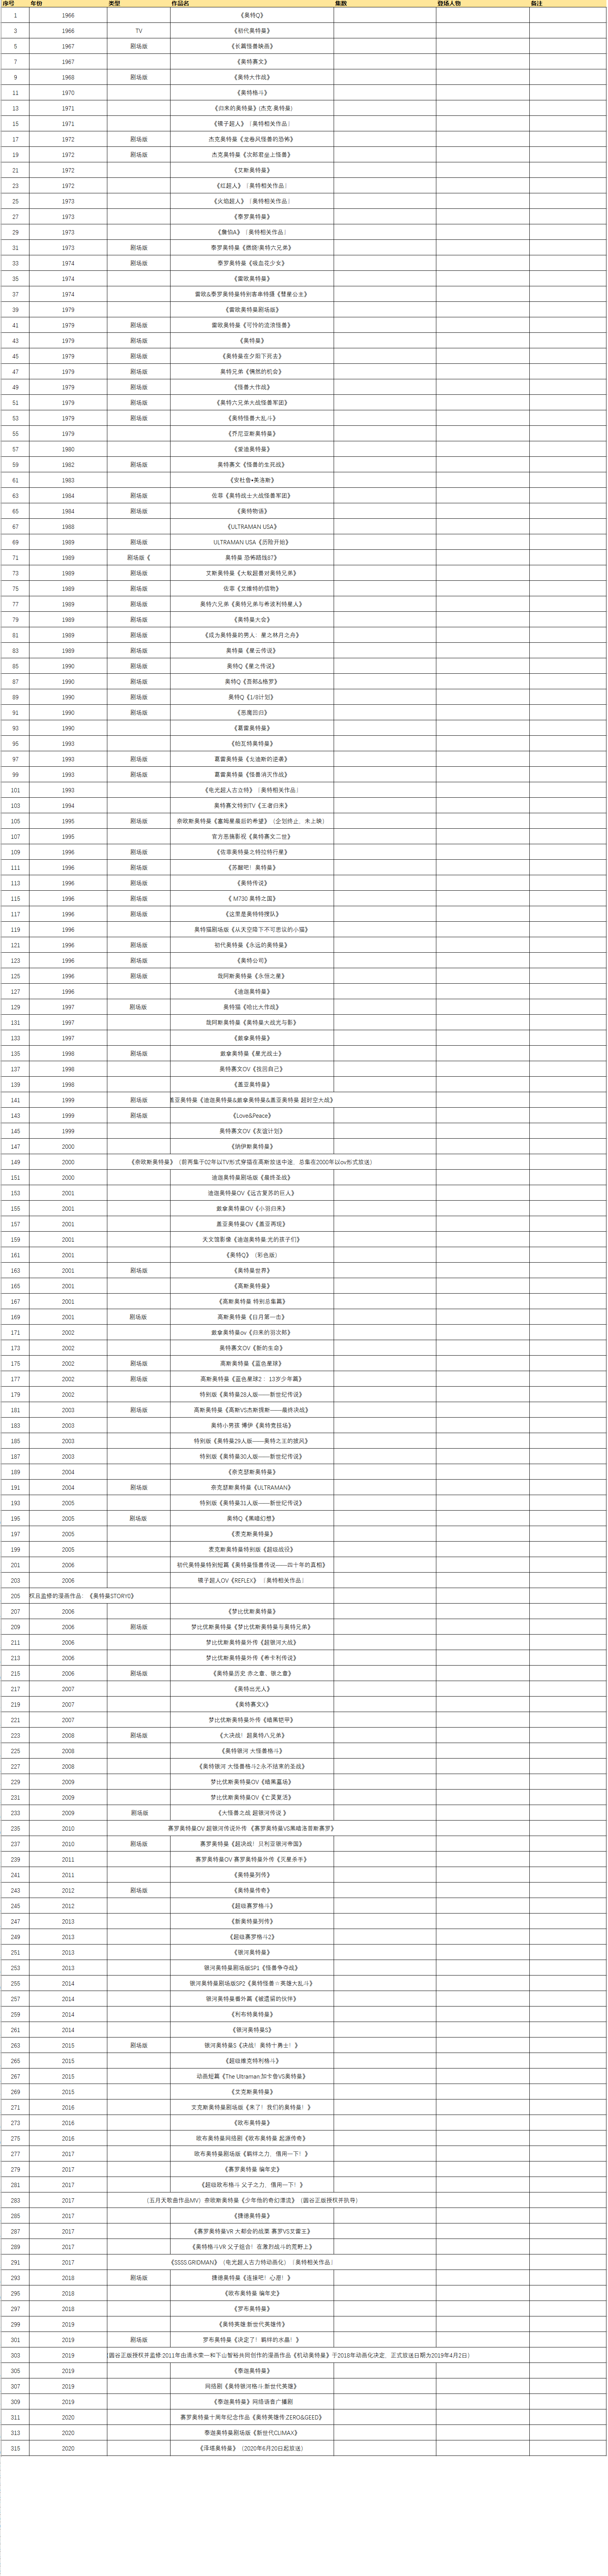 序号 年份 类型 作品名 集数 登场人物 备注
1 1966 《奥特Q》
3 1966 TV 《初代奥特曼》
5 1967 剧场版 《长篇怪兽映画》
7 1967 《奥特赛文》
9 1968 剧场版 《奥特大作战》
11 1970 《奥特格斗》
13 1971 《归来的奥特曼》(杰克·奥特曼)
15 1971 《镜子超人》〔奥特相关作品〕
17 1972 剧场版 杰克奥特曼《龙卷风怪兽的恐怖》
19 1972 剧场版 杰克奥特曼《次郎君坐上怪兽》
21 1972 《艾斯奥特曼》
23 1972 《红超人》〔奥特相关作品〕
25 1973 《火焰超人》〔奥特相关作品〕
27 1973 《泰罗奥特曼》
29 1973 《詹伯A》〔奥特相关作品〕
31 1973 剧场版 泰罗奥特曼《燃烧!奥特六兄弟》
33 1974 剧场版 泰罗奥特曼《吸血花少女》
35 1974 《雷欧奥特曼》
37 1974 雷欧&泰罗奥特曼特别客串特摄《彗星公主》
39 1979 《雷欧奥特曼剧场版》
41 1979 剧场版 雷欧奥特曼《可怜的流浪怪兽》
43 1979 剧场版 《奥特曼》
45 1979 剧场版 《奥特曼在夕阳下死去》
47 1979 剧场版 奥特兄弟《偶然的机会》
49 1979 剧场版 《怪兽大作战》
51 1979 剧场版 《奥特六兄弟大战怪兽军团》
53 1979 剧场版 《奥特怪兽大乱斗》
55 1979 《乔尼亚斯奥特曼》
57 1980 《爱迪奥特曼》
59 1982 剧场版 奥特赛文《怪兽的生死战》
61 1983 《安杜鲁•美洛斯》
63 1984 剧场版 佐菲《奥特战士大战怪兽军团》
65 1984 剧场版 《奥特物语》
67 1988 《ULTRAMAN USA》
69 1989 剧场版 ULTRAMAN USA《历险开始》
71 1989 剧场版《 奥特曼 恐怖路线87》
73 1989 剧场版 艾斯奥特曼《大蚁超兽对奥特兄弟》
75 1989 剧场版 佐菲《艾维特的信物》
77 1989 剧场版 奥特六兄弟《奥特兄弟与希波利特星人》
79 1989 剧场版 《奥特曼大会》
81 1989 剧场版 《成为奥特曼的男人：星之林月之舟》
83 1989 剧场版 奥特曼《星云传说》
85 1990 剧场版 奥特Q《星之传说》
87 1990 剧场版 奥特Q《吾郎&格罗》
89 1990 剧场版 奥特Q《1/8计划》
91 1990 剧场版 《恶魔回归》
93 1990 《葛雷奥特曼》
95 1993 《帕瓦特奥特曼》
97 1993 剧场版 葛雷奥特曼《戈迪斯的逆袭》
99 1993 剧场版 葛雷奥特曼《怪兽消灭作战》
101 1993 《电光超人古立特》〔奥特相关作品〕
103 1994 奥特赛文特别TV《王者归来》
105 1995 剧场版 奈欧斯奥特曼《塞姆星最后的希望》（企划终止，未上映）
107 1995 官方恶搞影视《奥特赛文二世》
109 1996 剧场版 《佐菲奥特曼之特拉特行星》
111 1996 剧场版 《苏醒吧！奥特曼》
113 1996 剧场版 《奥特传说》
115 1996 剧场版 《 M730 奥特之国》
117 1996 剧场版 《这里是奥特特搜队》
119 1996 奥特猫剧场版《从天空降下不可思议的小猫》
121 1996 剧场版 初代奥特曼《永远的奥特曼》
123 1996 剧场版 《奥特公司》
125 1996 剧场版 我阿斯奥特曼《永恒之星》
127 1996 《迪迦奥特曼》
129 1997 剧场版 奥特猫《哈比大作战》
131 1997 我阿斯奥特曼《奥特曼大战光与影》
133 1997 《戴拿奥特曼》
135 1998 剧场版 戴拿奥特曼《星光战士》
137 1998 奥特赛文OV《找回自己》
139 1998 《盖亚奥特曼》
141 1999 剧场版 盖亚奥特曼《迪迦奥特曼&戴拿奥特曼&盖亚奥特曼 超时空大战》
143 1999 剧场版 《Love&Peace》
145 1999 奥特赛文OV《友谊计划》
147 2000 《纳伊斯奥特曼》
149 2000 《奈欧斯奥特曼》（前两集于02年以TV形式穿插在高斯放送中途，总集在2000年以ov形式放送）
151 2000 迪迦奥特曼剧场版《最终圣战》
153 2001 迪迦奥特曼OV《远古复苏的巨人》
155 2001 戴拿奥特曼OV《小羽归来》
157 2001 盖亚奥特曼OV《盖亚再现》
159 2001 天文馆影像《迪迦奥特曼·光的孩子们》
161 2001 《奥特Q》（彩色版）
163 2001 剧场版 《奥特曼世界》
165 2001 《高斯奥特曼》
167 2001 《高斯奥特曼 特别总集篇》
169 2001 剧场版 高斯奥特曼《日月第一击》
171 2002 戴拿奥特曼ov《归来的羽次郎》
173 2002 奥特赛文OV《新的生命》
175 2002 剧场版 高斯奥特曼《蓝色星球》
177 2002 剧场版 高斯奥特曼《蓝色星球2：13岁少年篇》
179 2002 特别版《奥特曼28人版——新世纪传说》
181 2003 剧场版 高斯奥特曼《高斯VS杰斯提斯——最终决战》
183 2003 奥特小男孩·博伊《奥特竞技场》
185 2003 特别版《奥特曼29人版——奥特之王的披风》
187 2003 特别版《奥特曼30人版——新世纪传说》
189 2004 《奈克瑟斯奥特曼》
191 2004 剧场版 奈克瑟斯奥特曼《ULTRAMAN》
193 2005 特别版《奥特曼31人版——新世纪传说》
195 2005 剧场版 奥特Q《黑暗幻想》
197 2005 《麦克斯奥特曼》
199 2005 麦克斯奥特曼特别版《超级战役》
201 2006 初代奥特曼特别短篇《奥特曼怪兽传说——四十年的真相》
203 2006 镜子超人OV《REFLEX》〔奥特相关作品〕
205 权且监修的漫画作品：《奥特曼STORY0》
207 2006 《梦比优斯奥特曼》
209 2006 剧场版 梦比优斯奥特曼《梦比优斯奥特曼与奥特兄弟》
211 2006 梦比优斯奥特曼外传《超银河大战》
213 2006 梦比优斯奥特曼外传《希卡利传说》
215 2006 剧场版 《奥特曼历史 赤之章，银之章》
217 2007 《奥特出光人》
219 2007 《奥特赛文X》
221 2007 梦比优斯奥特曼外传《暗黑铠甲》
223 2008 剧场版 《大决战！超奥特八兄弟》
225 2008 《奥特银河 大怪兽格斗》
227 2008 《奥特银河 大怪兽格斗2:永不结束的圣战》
229 2009 梦比优斯奥特曼OV《暗黑墓场》
231 2009 梦比优斯奥特曼OV《亡灵复活》
233 2009 剧场版 《大怪兽之战 超银河传说 》
235 2010 赛罗奥特曼OV 超银河传说外传 《赛罗奥特曼VS黑暗洛普斯赛罗》
237 2010 剧场版 赛罗奥特曼《超决战！贝利亚银河帝国》
239 2011 赛罗奥特曼OV 赛罗奥特曼外传《灭星杀手》
241 2011 《奥特曼列传》
243 2012 剧场版 《奥特曼传奇》
245 2012 《超级赛罗格斗》
247 2013 《新奥特曼列传》
249 2013 《超级赛罗格斗2》
251 2013 《银河奥特曼》
253 2013 银河奥特曼剧场版SP1《怪兽争夺战》
255 2014 银河奥特曼剧场版SP2《奥特怪兽☆英雄大乱斗》
257 2014 银河奥特曼番外篇《被遗留的伙伴》
259 2014 《利布特奥特曼》
261 2014 《银河奥特曼S》
263 2015 剧场版 银河奥特曼S《决战！奥特十勇士！》
265 2015 《超级维克特利格斗》
267 2015 动画短篇《The Ultraman·加卡鲁VS奥特曼》
269 2015 《艾克斯奥特曼》
271 2016 艾克斯奥特曼剧场版《来了！我们的奥特曼！》
273 2016 《欧布奥特曼》
275 2016 欧布奥特曼网络剧《欧布奥特曼 起源传奇》
277 2017 欧布奥特曼剧场版《羁绊之力，借用一下！》
279 2017 《赛罗奥特曼 编年史》
281 2017 《超级欧布格斗 父子之力，借用一下！》
283 2017 （五月天歌曲作品MV）奈欧斯奥特曼《少年他的奇幻漂流》（圆谷正版授权并执导）
285 2017 《捷德奥特曼》
287 2017 《赛罗奥特曼VR 大都会的战栗 赛罗VS艾雷王》
289 2017 《奥特格斗VR 父子组合！在激烈战斗的荒野上》
291 2017 《SSSS.GRIDMAN》（电光超人古力特动画化）〔奥特相关作品〕
293 2018 剧场版 捷德奥特曼《连接吧！心愿！》
295 2018 《欧布奥特曼 编年史》
297 2018 《罗布奥特曼》
299 2019 《奥特英雄:新世代英雄传》
301 2019 剧场版 罗布奥特曼《决定了！羁绊的水晶！》
303 2019 (圆谷正版授权并监修:2011年由清水荣一和下山智裕共同创作的漫画作品《机动奥特曼》于2018年动画化决定，正式放送日期为2019年4月2日)
305 2019 《泰迦奥特曼》
307 2019 网络剧《奥特银河格斗:新世代英雄》
309 2019 《泰迦奥特曼》网络语音广播剧
311 2020 赛罗奥特曼十周年纪念作品《奥特英雄传:ZERO&GEED》
313 2020 泰迦奥特曼剧场版《新世代CLIMAX》
315 2020 《泽塔奥特曼》（2020年6月20日起放送）